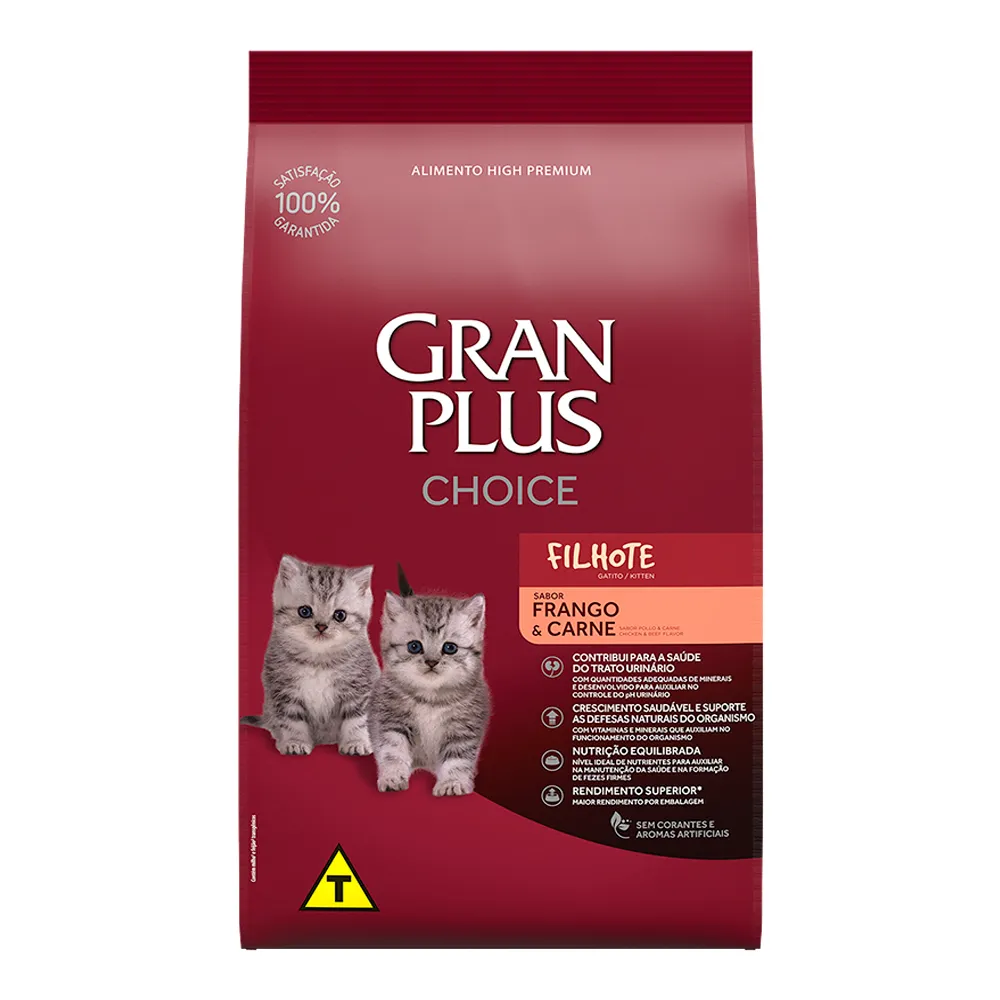 ALIMENTO HIGH PREMIUM
SATISFAÇÃO
100%
GARANTIDA
GRAN
PLUS
CHOICE
FILHOTE
GATITO / KITTEN
SABOR
FRANGO
& CARNE
SABOR POLLO & CARNE
CHICKEN & BEEF FLAVOR
CONTRIBUI PARA A SAÚDE
DO TRATO URINÁRIO
COM QUANTIDADES ADEQUADAS DE MINERAIS
E DESENVOLVIDO PARA AUXILIAR NO
CONTROLE DO pH URINÁRIO
CRESCIMENTO SAUDÁVEL E SUPORTE
AS DEFESAS NATURAIS DO ORGANISMO
COM VITAMINAS E MINERAIS QUE AUXILIAM NO
FUNCIONAMENTO DO ORGANISMO
NUTRIÇÃO EQUILIBRADA
NÍVEL IDEAL DE NUTRIENTES PARA AUXILIAR
NA MANUTENÇÃO DA SAÚDE E NA FORMAÇÃO
DE FEZES FIRMES
RENDIMENTO SUPERIOR*
MAIOR RENDIMENTO POR EMBALAGEM
SEM CORANTES E
AROMAS ARTIFICIAIS
T